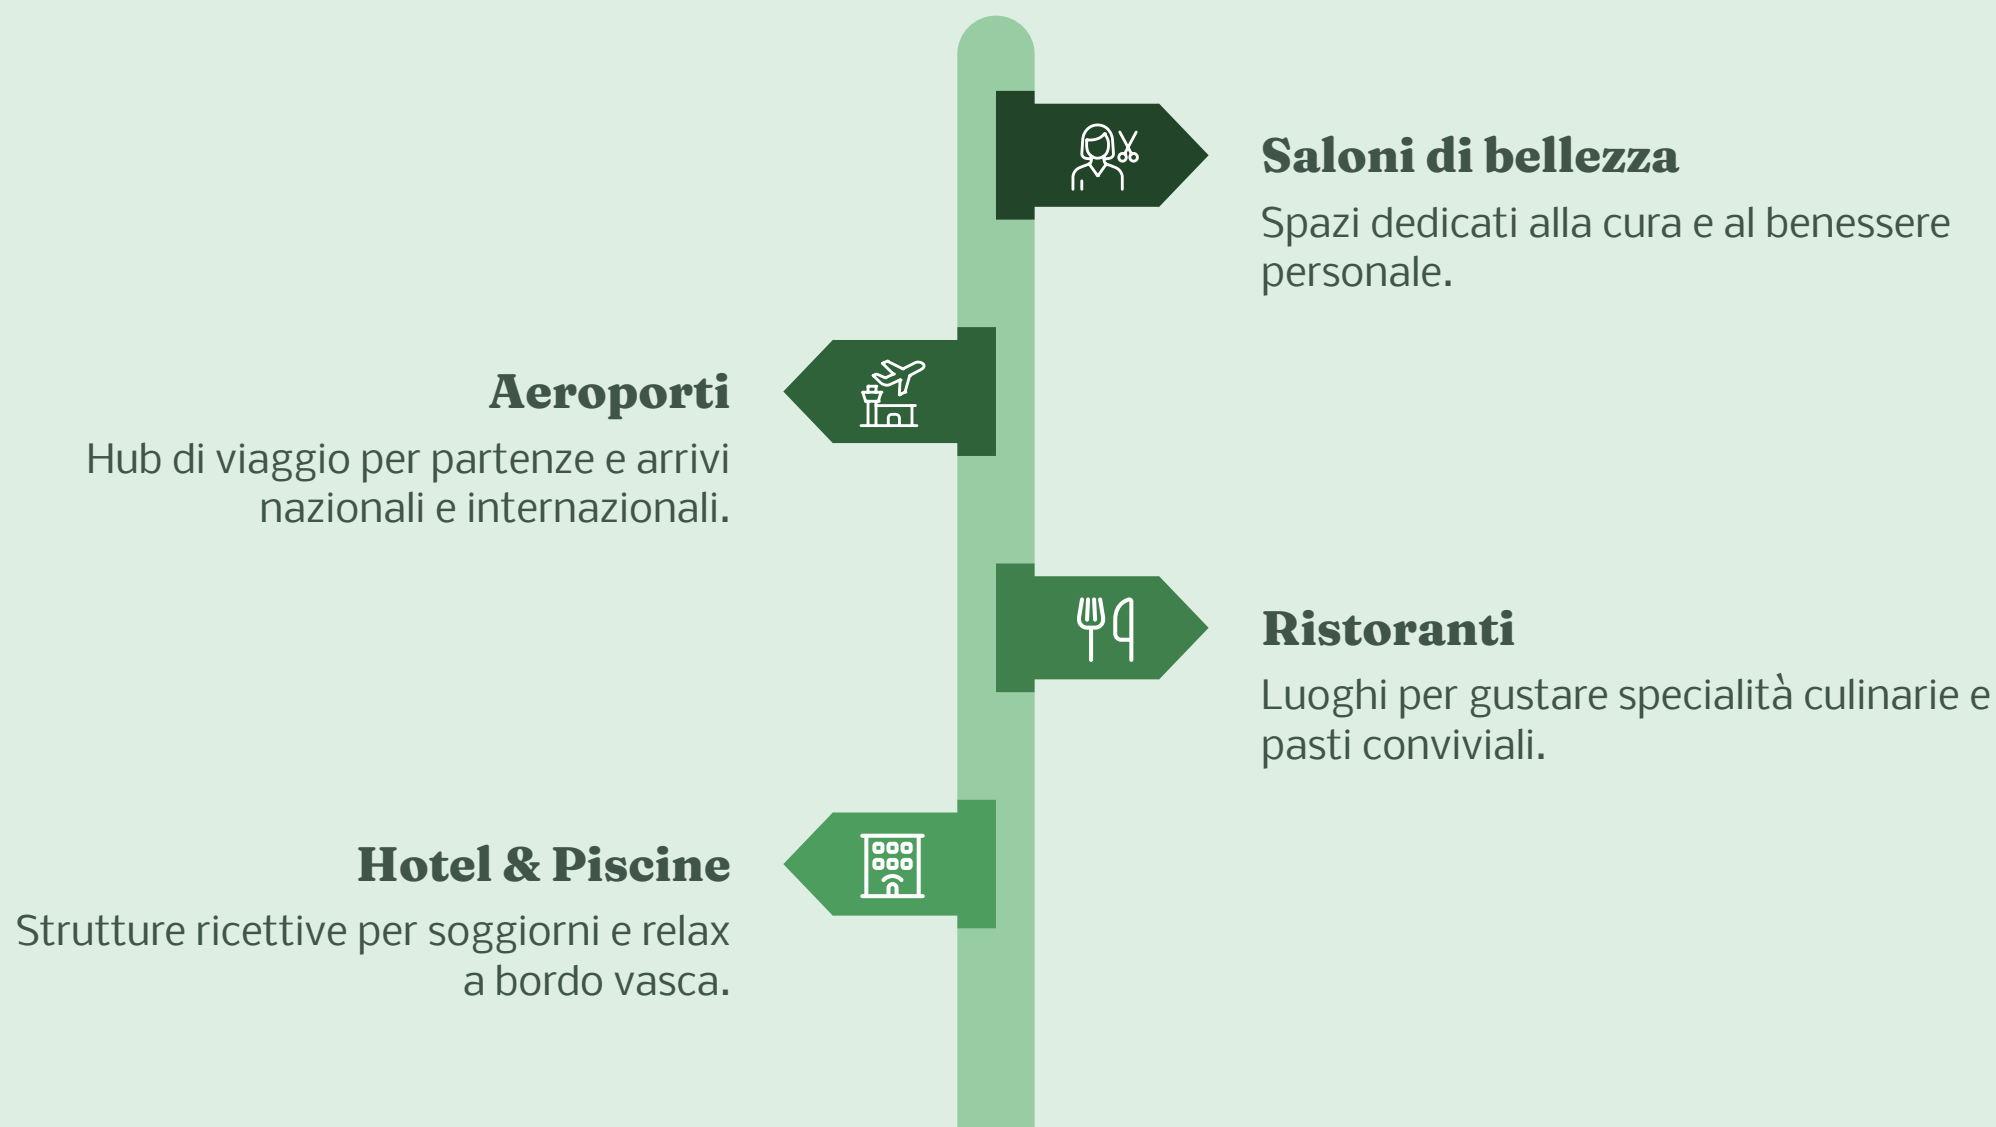 Saloni di bellezza
Spazi dedicati alla cura e al benessere
personale.
Aeroporti
Hub di viaggio per partenze e arrivi
nazionali e internazionali.
Ristoranti
Luoghi per gustare specialità culinarie e
pasti conviviali.
Hotel & Piscine
Strutture ricettive per soggiorni e relax
a bordo vasca.